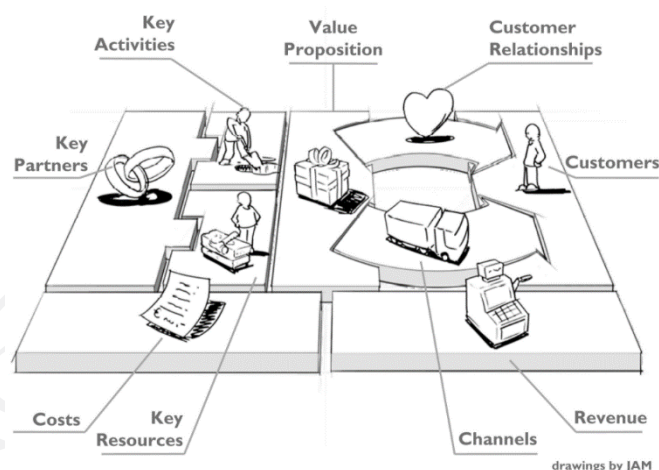 Key
Activities
Value
Proposition
Customer
Relationships
Key
Partners
Customers
Costs
Key
Resources
Channels
Revenue
drawings by JAM